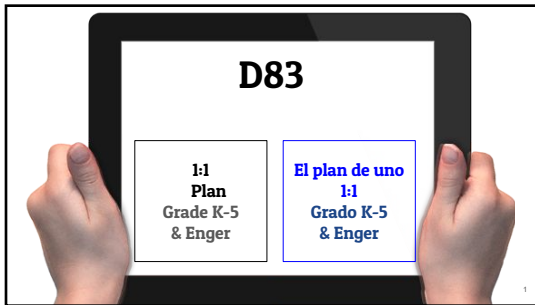 D83
1:1
Plan
Grade K-5
& Enger
El plan de uno
1:1
Grado K-5
& Enger
1